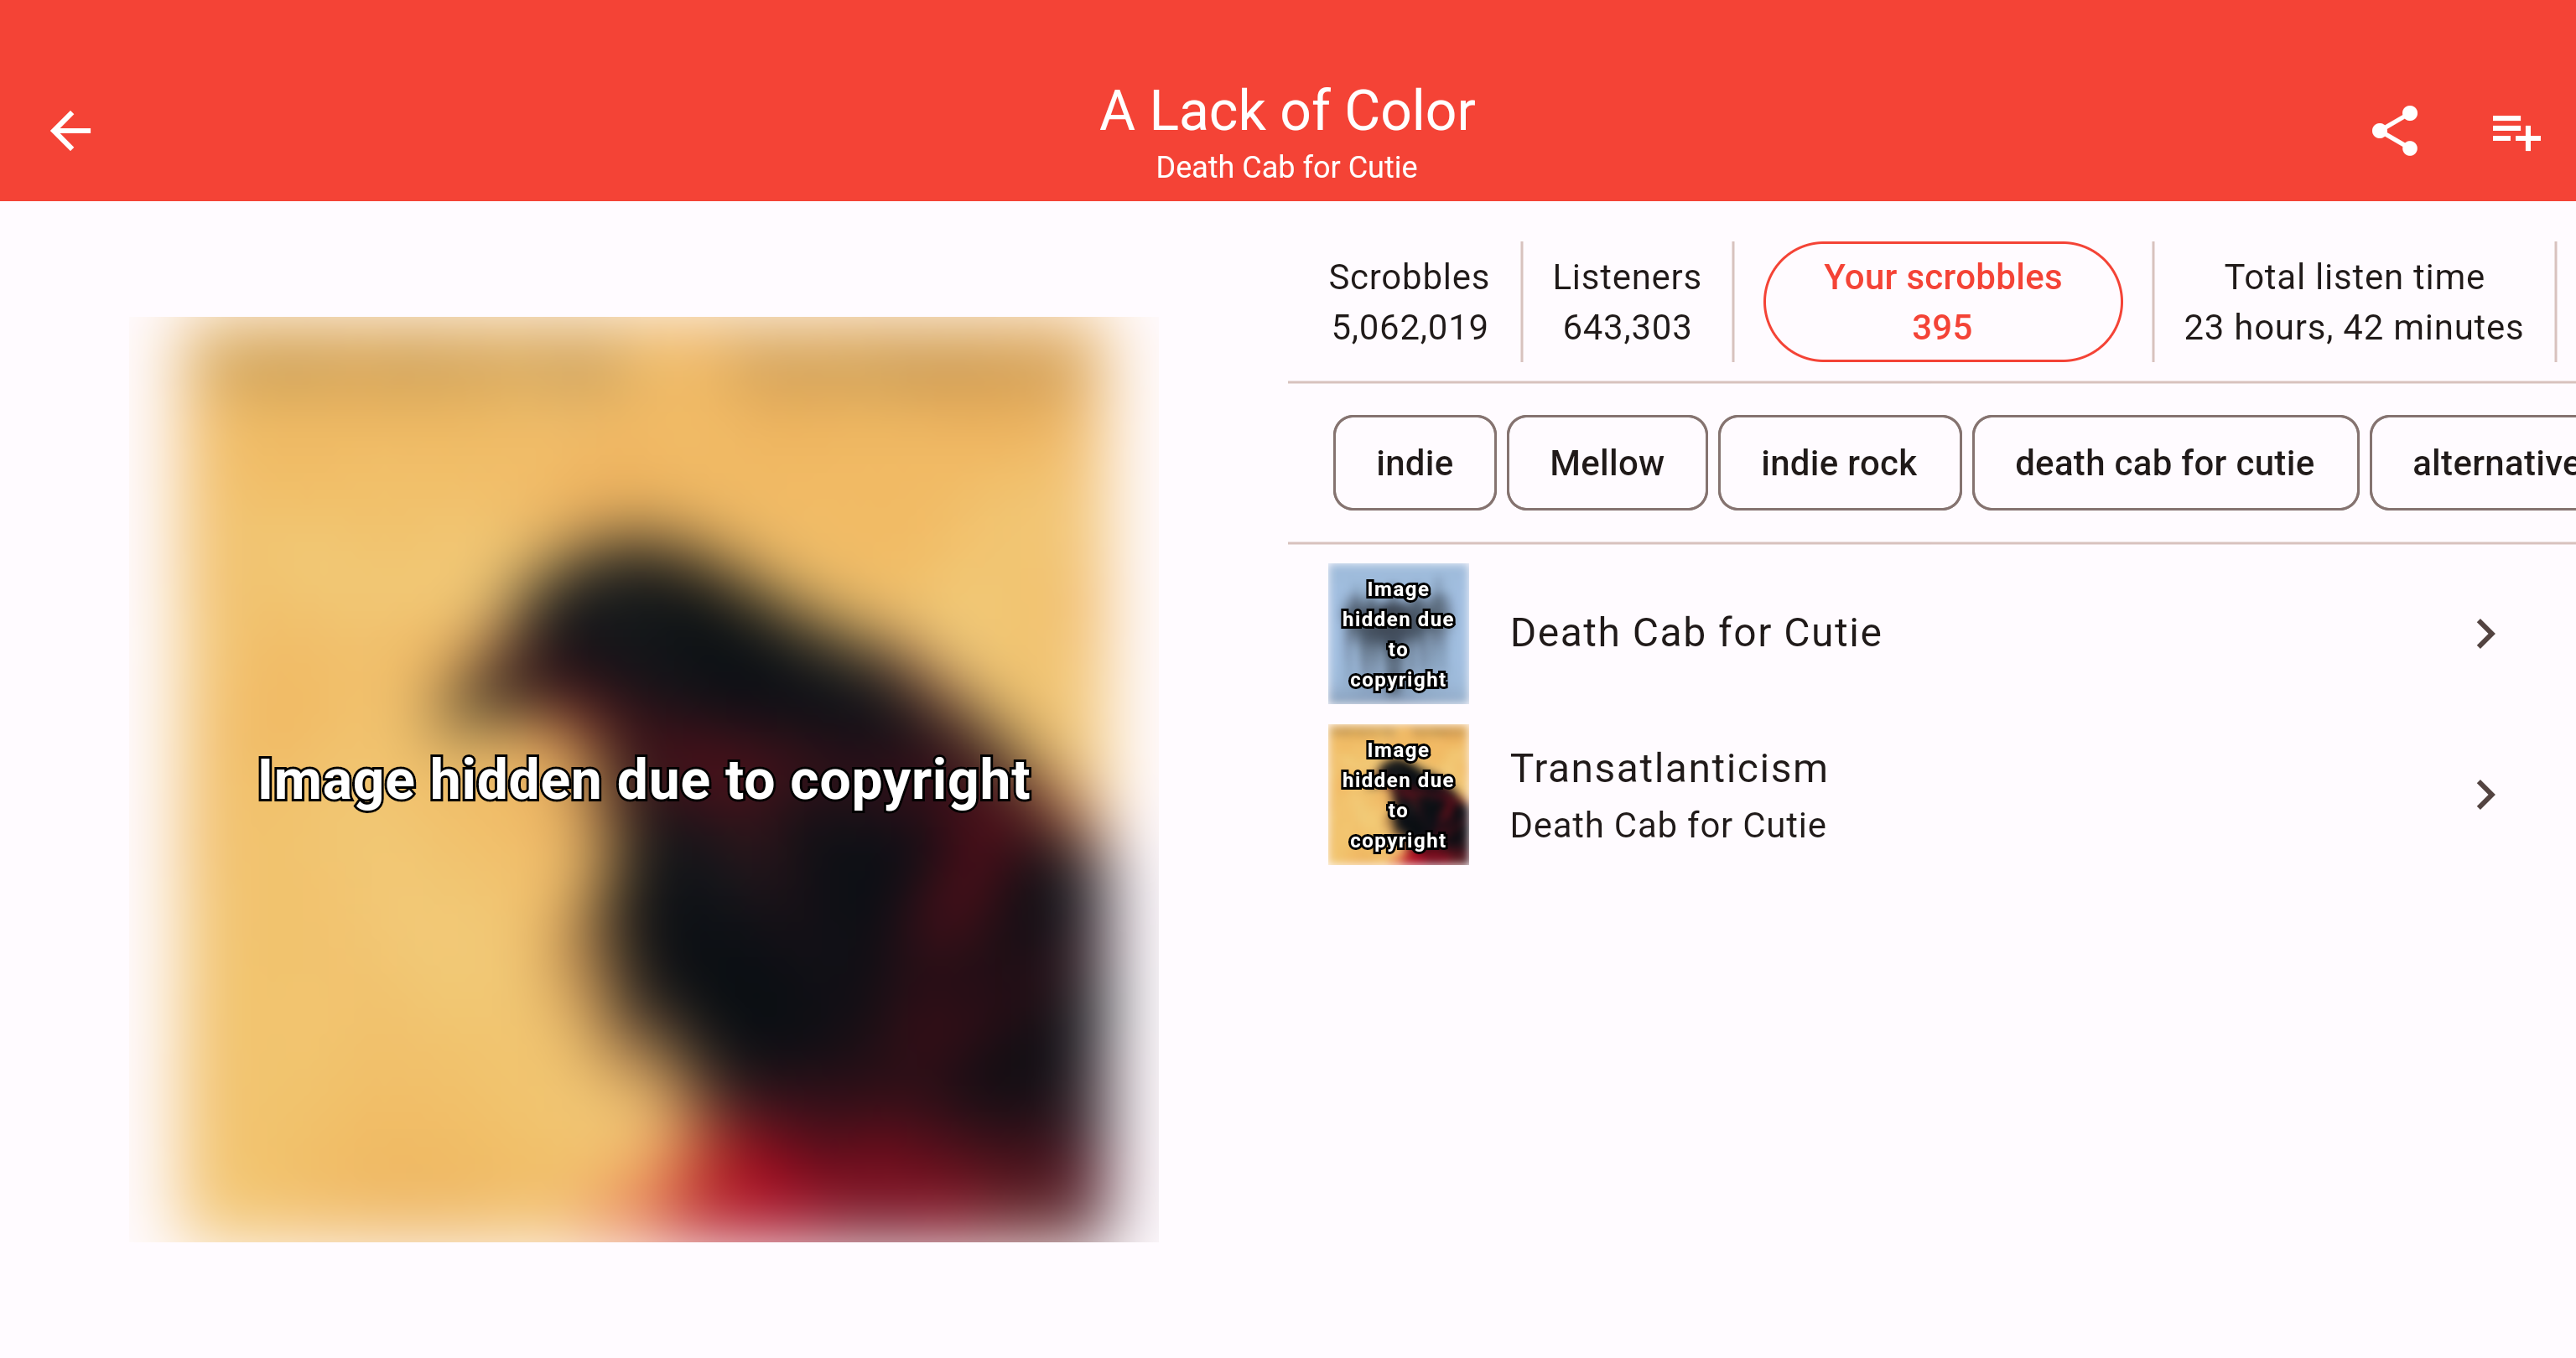 A Lack of Color
Death Cab for Cutie
Image hidden due to copyright
Scrobbles
5,062,019
Listeners
643,303
Your scrobbles
395
Total listen time
23 hours, 42 minutes
indie
Mellow
indie rock
death cab for cutie
alternative
Image
hidden due
to
copyright
Death Cab for Cutie
Image
hidden due
to
copyright
Transatlanticism
Death Cab for Cutie